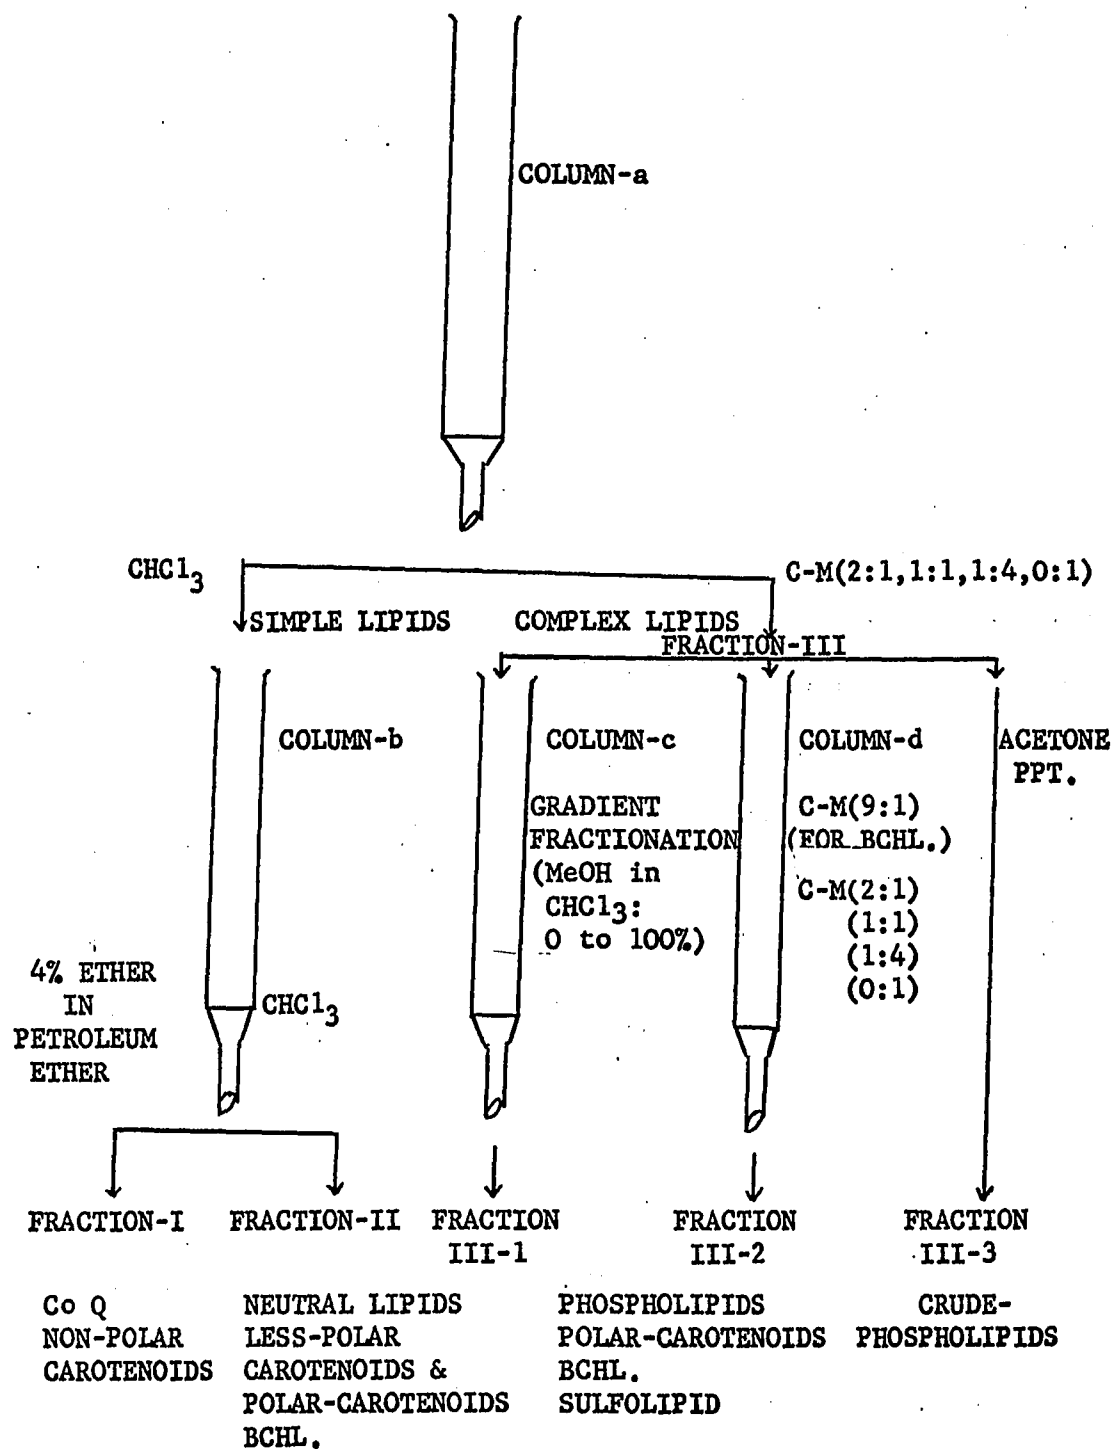 COLUMN-a
CHCl3
C-M(2:1,1:1,1:4,0:1)
SIMPLE LIPIDS
COMPLEX LIPIDS
FRACTION-III
COLUMN-b
COLUMN-c
COLUMN-d
ACETONE
PPT.
GRADIENT
FRACTIONATION
(MeOH in
CHCl3:
0 to 100%)
C-M(9:1)
(FOR BCHL.)
C-M(2:1)
(1:1)
(1:4)
(0:1)
4% ETHER
IN
PETROLEUM
ETHER
CHCl3
FRACTION-I
FRACTION-II
FRACTION
III-1
FRACTION
III-2
FRACTION
III-3
Co Q
NON-POLAR
CAROTENOIDS
NEUTRAL LIPIDS
LESS-POLAR
CAROTENOIDS &
POLAR-CAROTENOIDS
BCHL.
PHOSPHOLIPIDS
POLAR-CAROTENOIDS
BCHL.
SULFOLIPID
CRUDE-
PHOSPHOLIPIDS